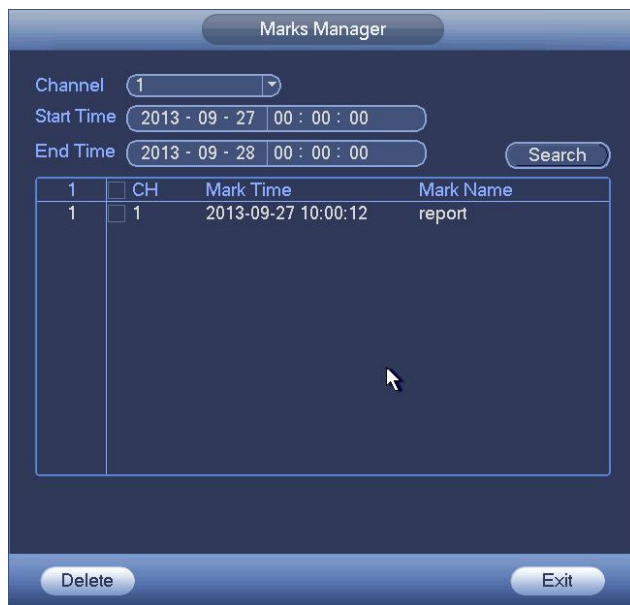 Marks Manager
Channel 1
Start Time 2013 - 09 - 27 00 : 00 : 00
End Time 2013 - 09 - 28 00 : 00 : 00 Search
1 CH Mark Time Mark Name
1 1 2013-09-27 10:00:12 report
Delete Exit